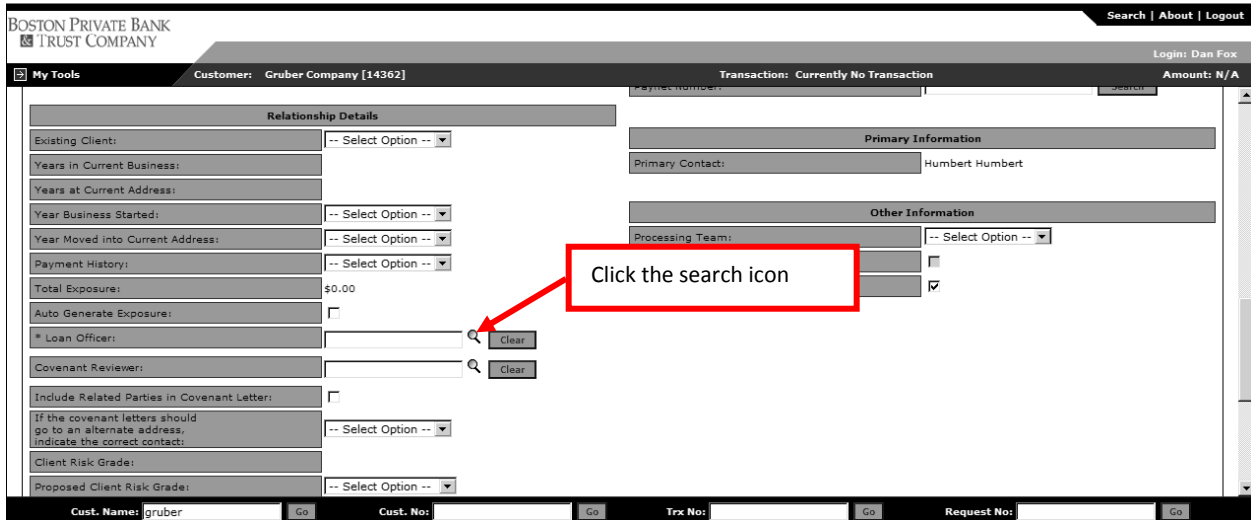 Search | About | Logout
BOSTON PRIVATE BANK
& TRUST COMPANY
Login: Dan Fox
My Tools
Customer: Gruber Company [14362]
Transaction: Currently No Transaction
Amount: N/A
Paynet Number:
Search
Relationship Details
Existing Client:
-- Select Option --
Primary Information
Years in Current Business:
Primary Contact:
Humbert Humbert
Years at Current Address:
Year Business Started:
-- Select Option --
Other Information
Year Moved into Current Address:
-- Select Option --
Processing Team:
-- Select Option --
Payment History:
-- Select Option --
Click the search icon
Total Exposure:
$0.00
Auto Generate Exposure:
* Loan Officer:
Clear
Covenant Reviewer:
Clear
Include Related Parties in Covenant Letter:
If the covenant letters should
go to an alternate address,
indicate the correct contact:
-- Select Option --
Client Risk Grade:
Proposed Client Risk Grade:
-- Select Option --
Cust. Name:
gruber
Go
Cust. No:
Go
Trx No:
Go
Request No:
Go